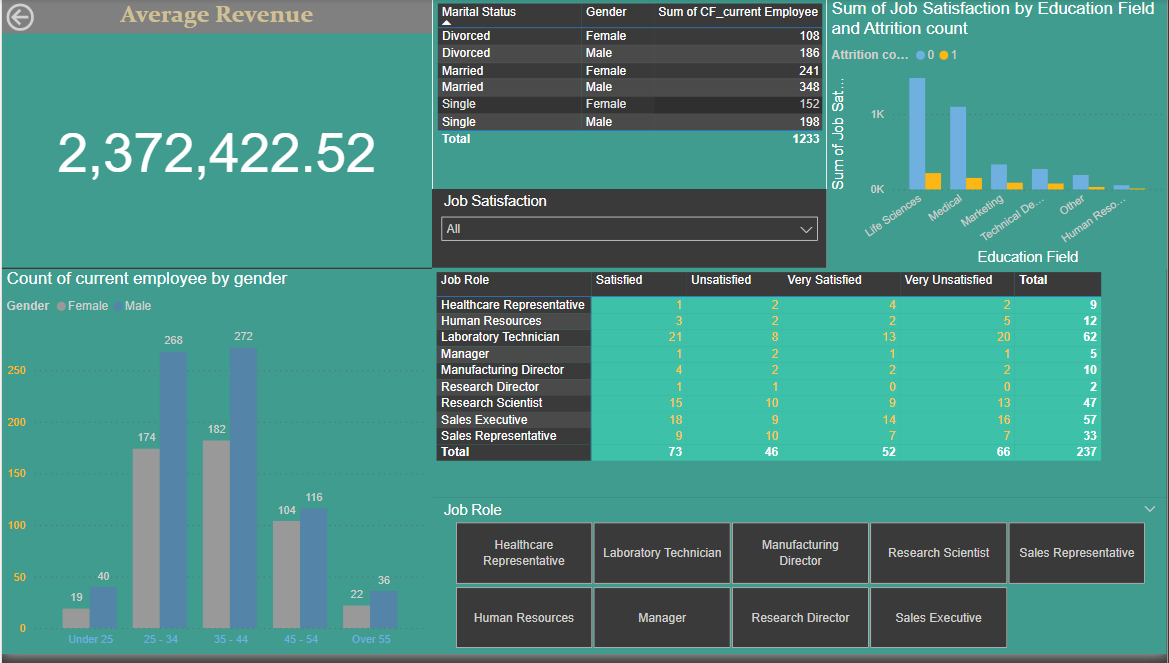 Average Revenue
2,372,422.52
Marital Status Gender Sum of CF_current Employee
Divorced Female 108
Divorced Male 186
Married Female 241
Married Male 348
Single Female 152
Single Male 198
Total 1233
Job Satisfaction
All
Sum of Job Satisfaction by Education Field
and Attrition count
Attrition co... 0 1
Sum of Job Sat...
1K
0K
Life Sciences
Medical
Marketing
Technical De...
Other
Human Reso...
Education Field
Count of current employee by gender
Gender Female Male
250
200
150
100
50
0
19
40
174
268
182
272
104
116
22
36
Under 25
25 - 34
35 - 44
45 - 54
Over 55
Job Role Satisfied Unsatisfied Very Satisfied Very Unsatisfied Total
Healthcare Representative 1 2 4 2 9
Human Resources 3 2 2 5 12
Laboratory Technician 21 8 13 20 62
Manager 1 2 1 1 5
Manufacturing Director 4 2 2 2 10
Research Director 1 1 0 0 2
Research Scientist 15 10 9 13 47
Sales Executive 18 9 14 16 57
Sales Representative 9 10 7 7 33
Total 73 46 52 66 237
Job Role
Healthcare
Representative
Laboratory Technician
Manufacturing
Director
Research Scientist
Sales Representative
Human Resources
Manager
Research Director
Sales Executive